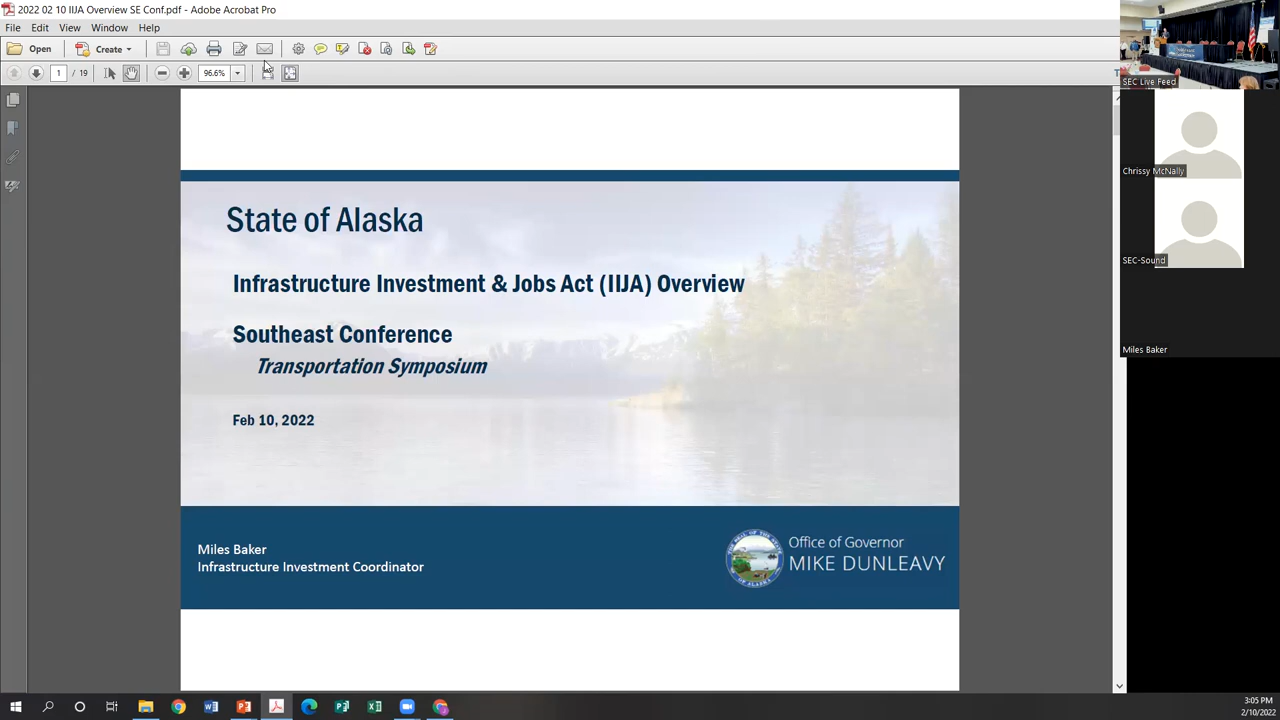 2022 02 10 IIJA Overview SE Conf.pdf - Adobe Acrobat Pro
File Edit View Window Help
Open Create
1 / 19 96.6%
State of Alaska
Infrastructure Investment & Jobs Act (IIJA) Overview
Southeast Conference
Transportation Symposium
Feb 10, 2022
Miles Baker
Infrastructure Investment Coordinator
Office of Governor
MIKE DUNLEAVY
SEC Live Feed
Chrissy McNally
SEC-Sound
Miles Baker
3:05 PM
2/10/2022